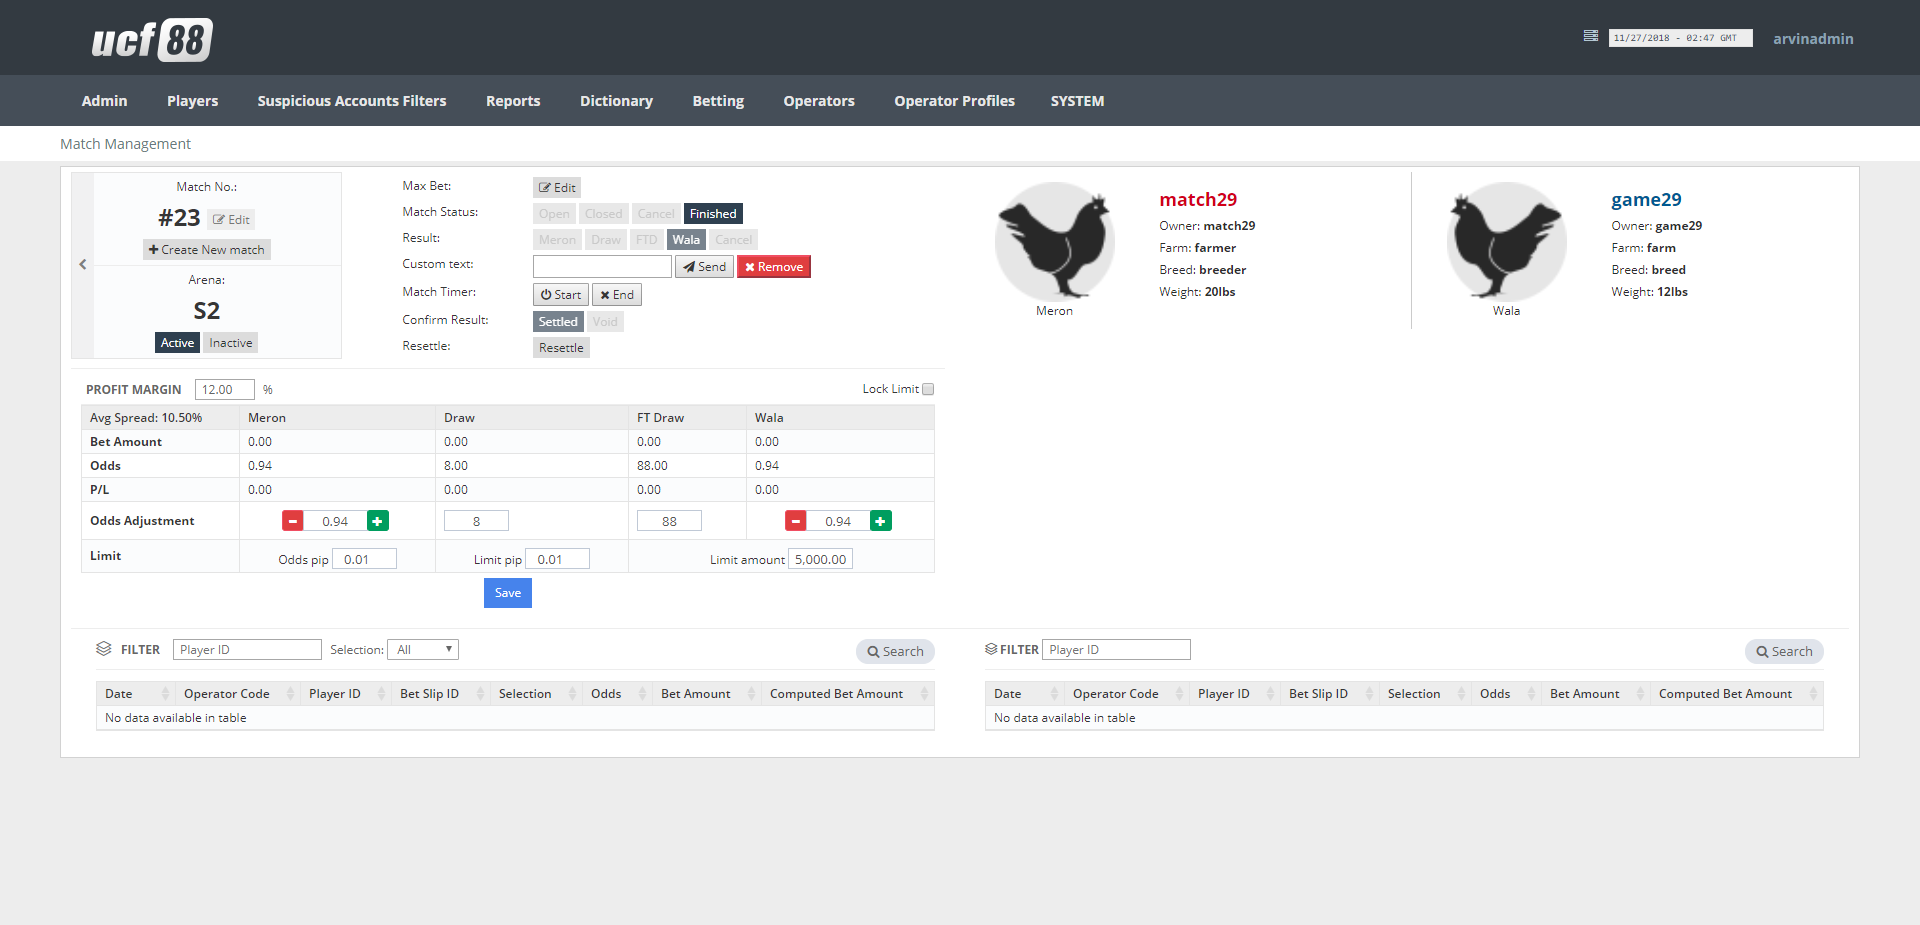 ucf 88
11/27/2018 - 02:47 GMT
arvinadmin
Admin Players Suspicious Accounts Filters Reports Dictionary Betting Operators Operator Profiles SYSTEM
Match Management
Match No.:
#23 Edit
Create New match
Arena:
S2
Active Inactive
Max Bet: Edit
Match Status: Open Closed Cancel Finished
Result: Meron Draw FTD Wala Cancel
Custom text: Send Remove
Match Timer: Start End
Confirm Result: Settled Void
Resettle: Resettle
Meron
match29
Owner: match29
Farm: farmer
Breed: breeder
Weight: 20lbs
Wala
game29
Owner: game29
Farm: farm
Breed: breed
Weight: 12lbs
PROFIT MARGIN 12.00 %
Lock Limit
Avg Spread: 10.50% Meron Draw FT Draw Wala
Bet Amount 0.00 0.00 0.00 0.00
Odds 0.94 8.00 88.00 0.94
P/L 0.00 0.00 0.00 0.00
Odds Adjustment 0.94 8 88 0.94
Limit Odds pip 0.01 Limit pip 0.01 Limit amount 5,000.00
Save
FILTER Player ID Selection: All Search
Date Operator Code Player ID Bet Slip ID Selection Odds Bet Amount Computed Bet Amount
No data available in table
FILTER Player ID Search
Date Operator Code Player ID Bet Slip ID Selection Odds Bet Amount Computed Bet Amount
No data available in table